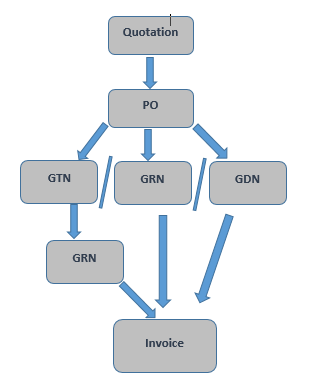 Quotation
PO
GTN
GRN
GDN
GRN
Invoice